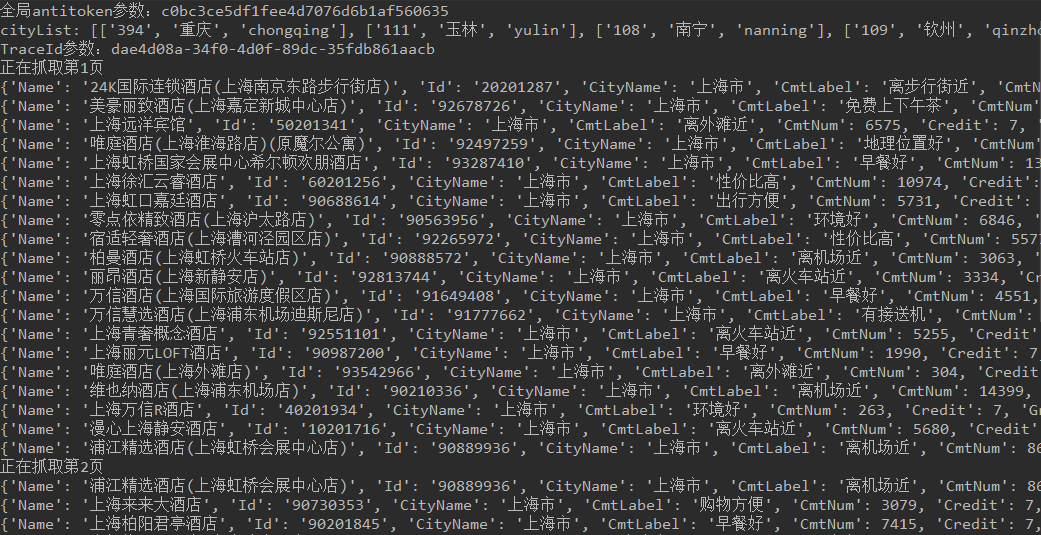 全局antitoken参数：c0bc3ce5df1fee4d7076d6b1af560635
cityList: [['394', '重庆', 'chongqing'], ['111', '玉林', 'yulin'], ['108', '南宁', 'nanning'], ['109', '钦州', 'qinzho
TraceId参数：dae4d08a-34f0-4d0f-89dc-35fdb861aacb
正在抓取第1页
{'Name': '24K国际连锁酒店(上海南京东路步行街店)', 'Id': '20201287', 'CityName': '上海市', 'CmtLabel': '离步行街近', 'CmtN
{'Name': '美豪丽致酒店(上海嘉定新城中心店)', 'Id': '92678726', 'CityName': '上海市', 'CmtLabel': '免费上下午茶', 'CmtNum
{'Name': '上海远洋宾馆', 'Id': '50201341', 'CityName': '上海市', 'CmtLabel': '离外滩近', 'CmtNum': 6575, 'Credit': 7, '
{'Name': '唯庭酒店(上海淮海路店)(原魔尔公寓)', 'Id': '92497259', 'CityName': '上海市', 'CmtLabel': '地理位置好', 'CmtNum
{'Name': '上海虹桥国家会展中心希尔顿欢朋酒店', 'Id': '93287410', 'CityName': '上海市', 'CmtLabel': '早餐好', 'CmtNum': 13
{'Name': '上海徐汇云睿酒店', 'Id': '60201256', 'CityName': '上海市', 'CmtLabel': '性价比高', 'CmtNum': 10974, 'Credit':
{'Name': '上海虹口嘉廷酒店', 'Id': '90688614', 'CityName': '上海市', 'CmtLabel': '出行方便', 'CmtNum': 5731, 'Credit':
{'Name': '零点依精致酒店(上海沪太路店)', 'Id': '90563956', 'CityName': '上海市', 'CmtLabel': '环境好', 'CmtNum': 6846,
{'Name': '宿适轻奢酒店(上海漕河泾园区店)', 'Id': '92265972', 'CityName': '上海市', 'CmtLabel': '性价比高', 'CmtNum': 557
{'Name': '柏曼酒店(上海虹桥火车站店)', 'Id': '90888572', 'CityName': '上海市', 'CmtLabel': '离机场近', 'CmtNum': 3063,
{'Name': '丽昂酒店(上海新静安店)', 'Id': '92813744', 'CityName': '上海市', 'CmtLabel': '离火车站近', 'CmtNum': 3334, 'Cr
{'Name': '万信酒店(上海国际旅游度假区店)', 'Id': '91649408', 'CityName': '上海市', 'CmtLabel': '早餐好', 'CmtNum': 4551,
{'Name': '万信慧选酒店(上海浦东机场迪斯尼店)', 'Id': '91777662', 'CityName': '上海市', 'CmtLabel': '有接送机', 'CmtNum':
{'Name': '上海青奢概念酒店', 'Id': '92551101', 'CityName': '上海市', 'CmtLabel': '离火车站近', 'CmtNum': 5255, 'Credit'
{'Name': '上海丽元LOFT酒店', 'Id': '90987200', 'CityName': '上海市', 'CmtLabel': '早餐好', 'CmtNum': 1990, 'Credit': 7,
{'Name': '唯庭酒店(上海外滩店)', 'Id': '93542966', 'CityName': '上海市', 'CmtLabel': '离外滩近', 'CmtNum': 304, 'Credit
{'Name': '维也纳酒店(上海浦东机场店)', 'Id': '90210336', 'CityName': '上海市', 'CmtLabel': '离机场近', 'CmtNum': 14399,
{'Name': '上海万信R酒店', 'Id': '40201934', 'CityName': '上海市', 'CmtLabel': '环境好', 'CmtNum': 263, 'Credit': 7, 'Gr
{'Name': '漫心上海静安酒店', 'Id': '10201716', 'CityName': '上海市', 'CmtLabel': '离火车站近', 'CmtNum': 5680, 'Credit'
{'Name': '浦江精选酒店(上海虹桥会展中心店)', 'Id': '90889936', 'CityName': '上海市', 'CmtLabel': '离机场近', 'CmtNum': 86
正在抓取第2页
{'Name': '浦江精选酒店(上海虹桥会展中心店)', 'Id': '90889936', 'CityName': '上海市', 'CmtLabel': '离机场近', 'CmtNum': 86
{'Name': '上海来来大酒店', 'Id': '90730353', 'CityName': '上海市', 'CmtLabel': '购物方便', 'CmtNum': 3079, 'Credit': 7,
{'Name': '上海柏阳君亭酒店', 'Id': '90201845', 'CityName': '上海市', 'CmtLabel': '早餐好', 'CmtNum': 7415, 'Credit': 7,